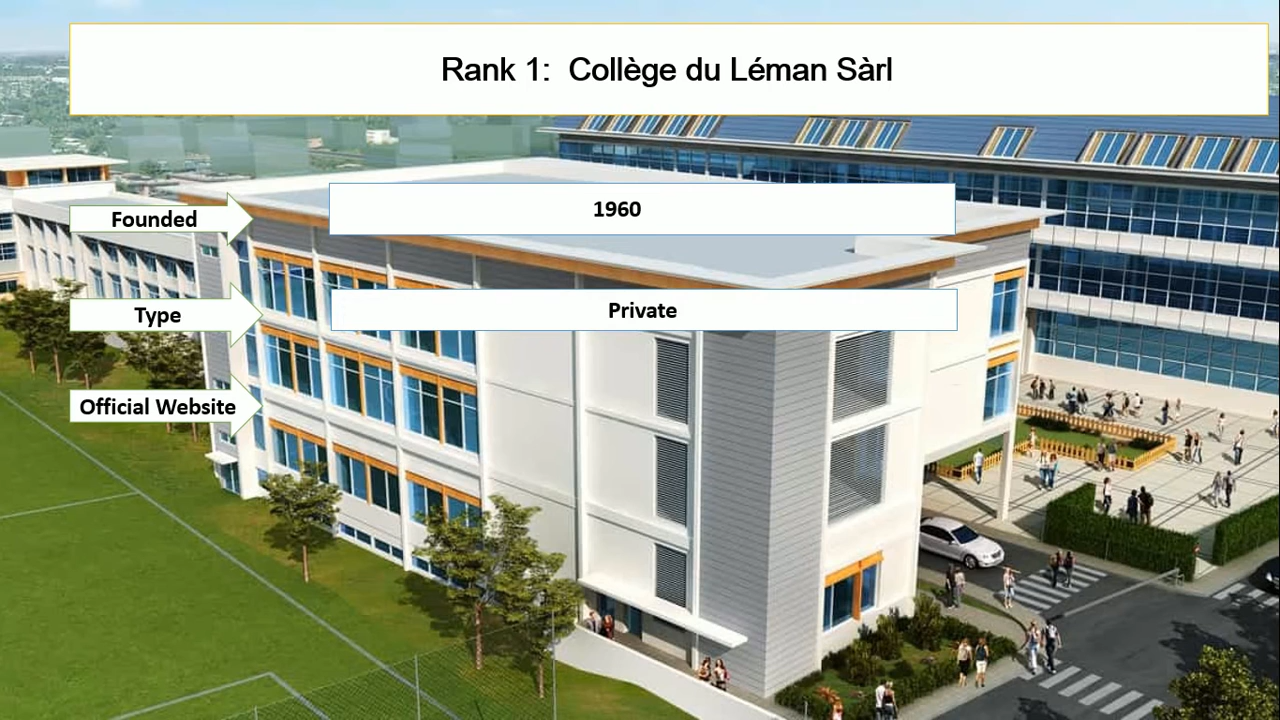 Rank 1:  Collège du Léman Sàrl
Founded
1960
Type
Private
Official Website